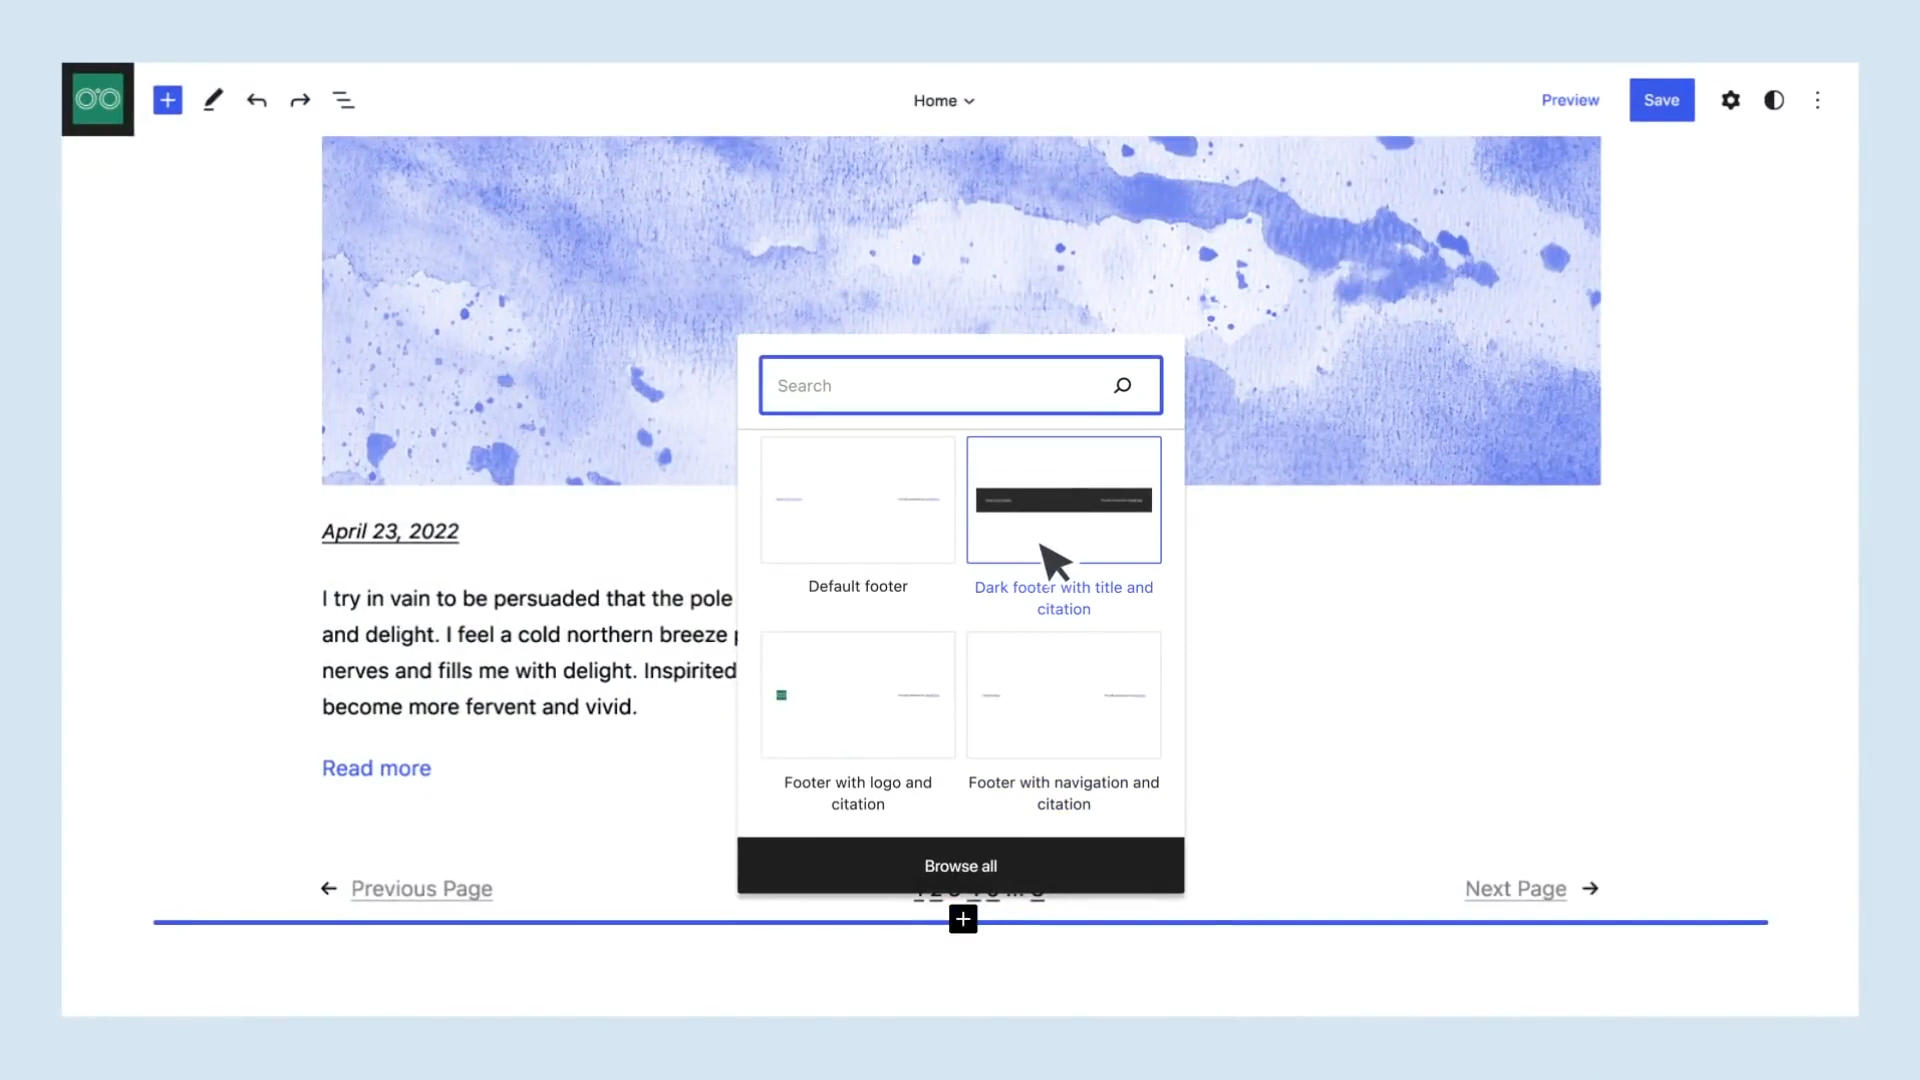 Home
Preview
Save
Search
April 23, 2022
I try in vain to be persuaded that the pole
and delight. I feel a cold northern breeze
nerves and fills me with delight. Inspirited
become more fervent and vivid.
Read more
Default footer
Dark footer with title and
citation
Footer with logo and
citation
Footer with navigation and
citation
Browse all
Previous Page
Next Page